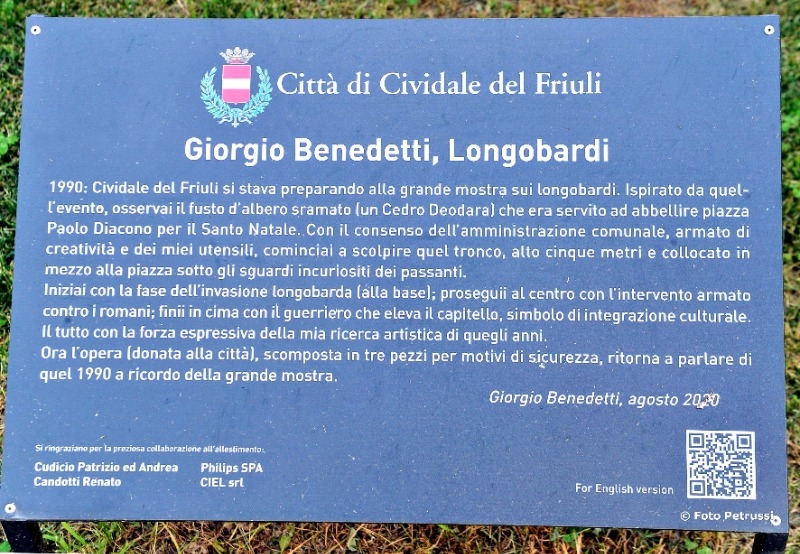 Città di Cividale del Friuli
Giorgio Benedetti, Longobardi
1990: Cividale del Friuli si stava preparando alla grande mostra sui longobardi. Ispirato da quel-
l'evento, osservai il fusto d'albero sramato (un Cedro Deodara) che era servito ad abbellire piazza
Paolo Diacono per il Santo Natale. Con il consenso dell'amministrazione comunale, armato di
creatività e dei miei utensili, cominciai a scolpire quel tronco, alto cinque metri e collocato in
mezzo alla piazza sotto gli sguardi incuriositi dei passanti.
Iniziai con la fase dell'invasione longobarda (alla base); proseguii al centro con l'intervento armato
contro i romani; finii in cima con il guerriero che eleva il capitello, simbolo di integrazione culturale.
Il tutto con la forza espressiva della mia ricerca artistica di quegli anni.
Ora l'opera (donata alla città), scomposta in tre pezzi per motivi di sicurezza, ritorna a parlare di
quel 1990 a ricordo della grande mostra.
Giorgio Benedetti, agosto 2020
Si ringraziano per la preziosa collaborazione all'allestimento:
Cudicio Patrizio ed Andrea Philips SPA
Candotti Renato CIEL srl
For English version
© Foto Petrussi